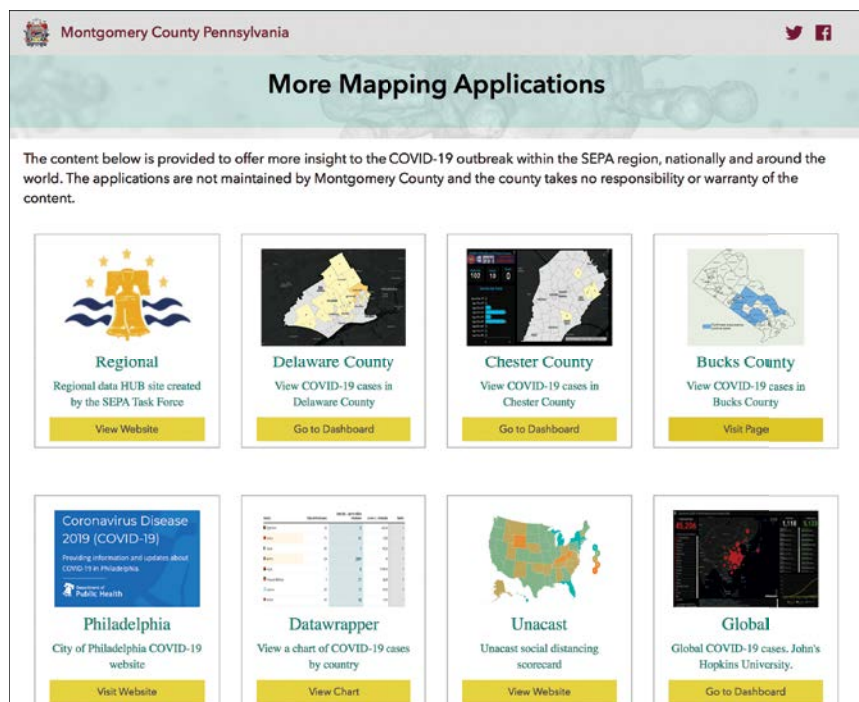 Montgomery County Pennsylvania
More Mapping Applications
The content below is provided to offer more insight to the COVID-19 outbreak within the SEPA region, nationally and around the
world. The applications are not maintained by Montgomery County and the county takes no responsibility or warranty of the
content.
Regional
Regional data HUB site created
by the SEPA Task Force
View Website
Delaware County
View COVID-19 cases in
Delaware County
Go to Dashboard
Chester County
View COVID-19 cases in
Chester County
Go to Dashboard
Bucks County
View COVID-19 cases in
Bucks County
Visit Page
Coronavirus Disease
2019 (COVID-19)
Providing information and updates about
COVID-19 in Philadelphia.
Department of
Public Health
Philadelphia
City of Philadelphia COVID-19
website
Visit Website
Datawrapper
View a chart of COVID-19 cases
by country
View Chart
Unacast
Unacast social distancing
scorecard
View Website
Global
Global COVID-19 cases. John's
Hopkins University.
Go to Dashboard